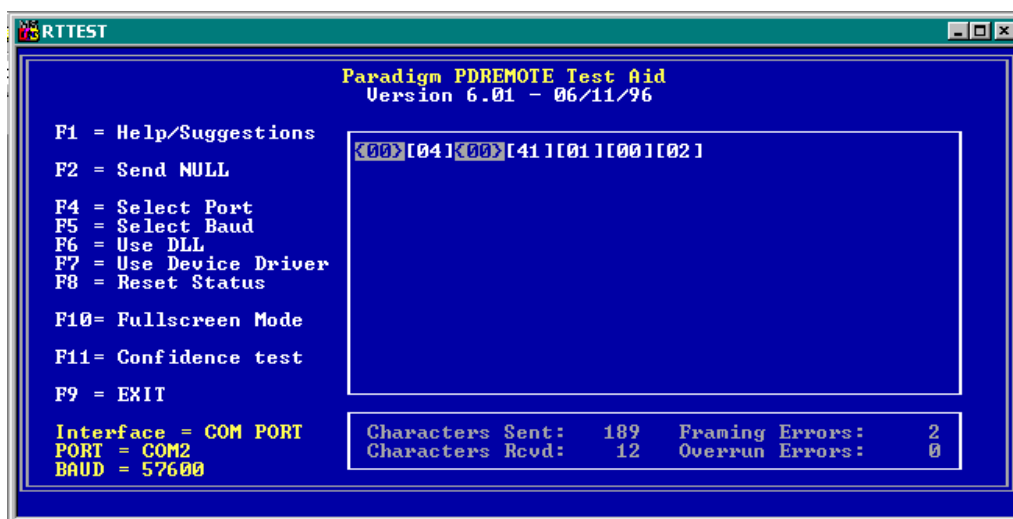 RTTEST
Paradigm PDREMOTE Test Aid
Version 6.01 - 06/11/96
F1 = Help/Suggestions
F2 = Send NULL
F4 = Select Port
F5 = Select Baud
F6 = Use DLL
F7 = Use Device Driver
F8 = Reset Status
F10= Fullscreen Mode
F11= Confidence test
F9 = EXIT
Interface = COM PORT
PORT = COM2
BAUD = 57600
<00>[04]<00>[41][01][00][02]
Characters Sent: 189 Framing Errors: 2
Characters Rcvd: 12 Overrun Errors: 0